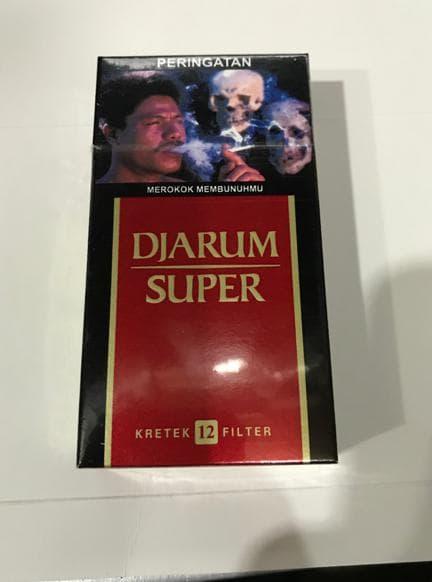 PERINGATAN
MEROKOK MEMBUNUHMU
DJARUM
SUPER
KRETEK 12 FILTER